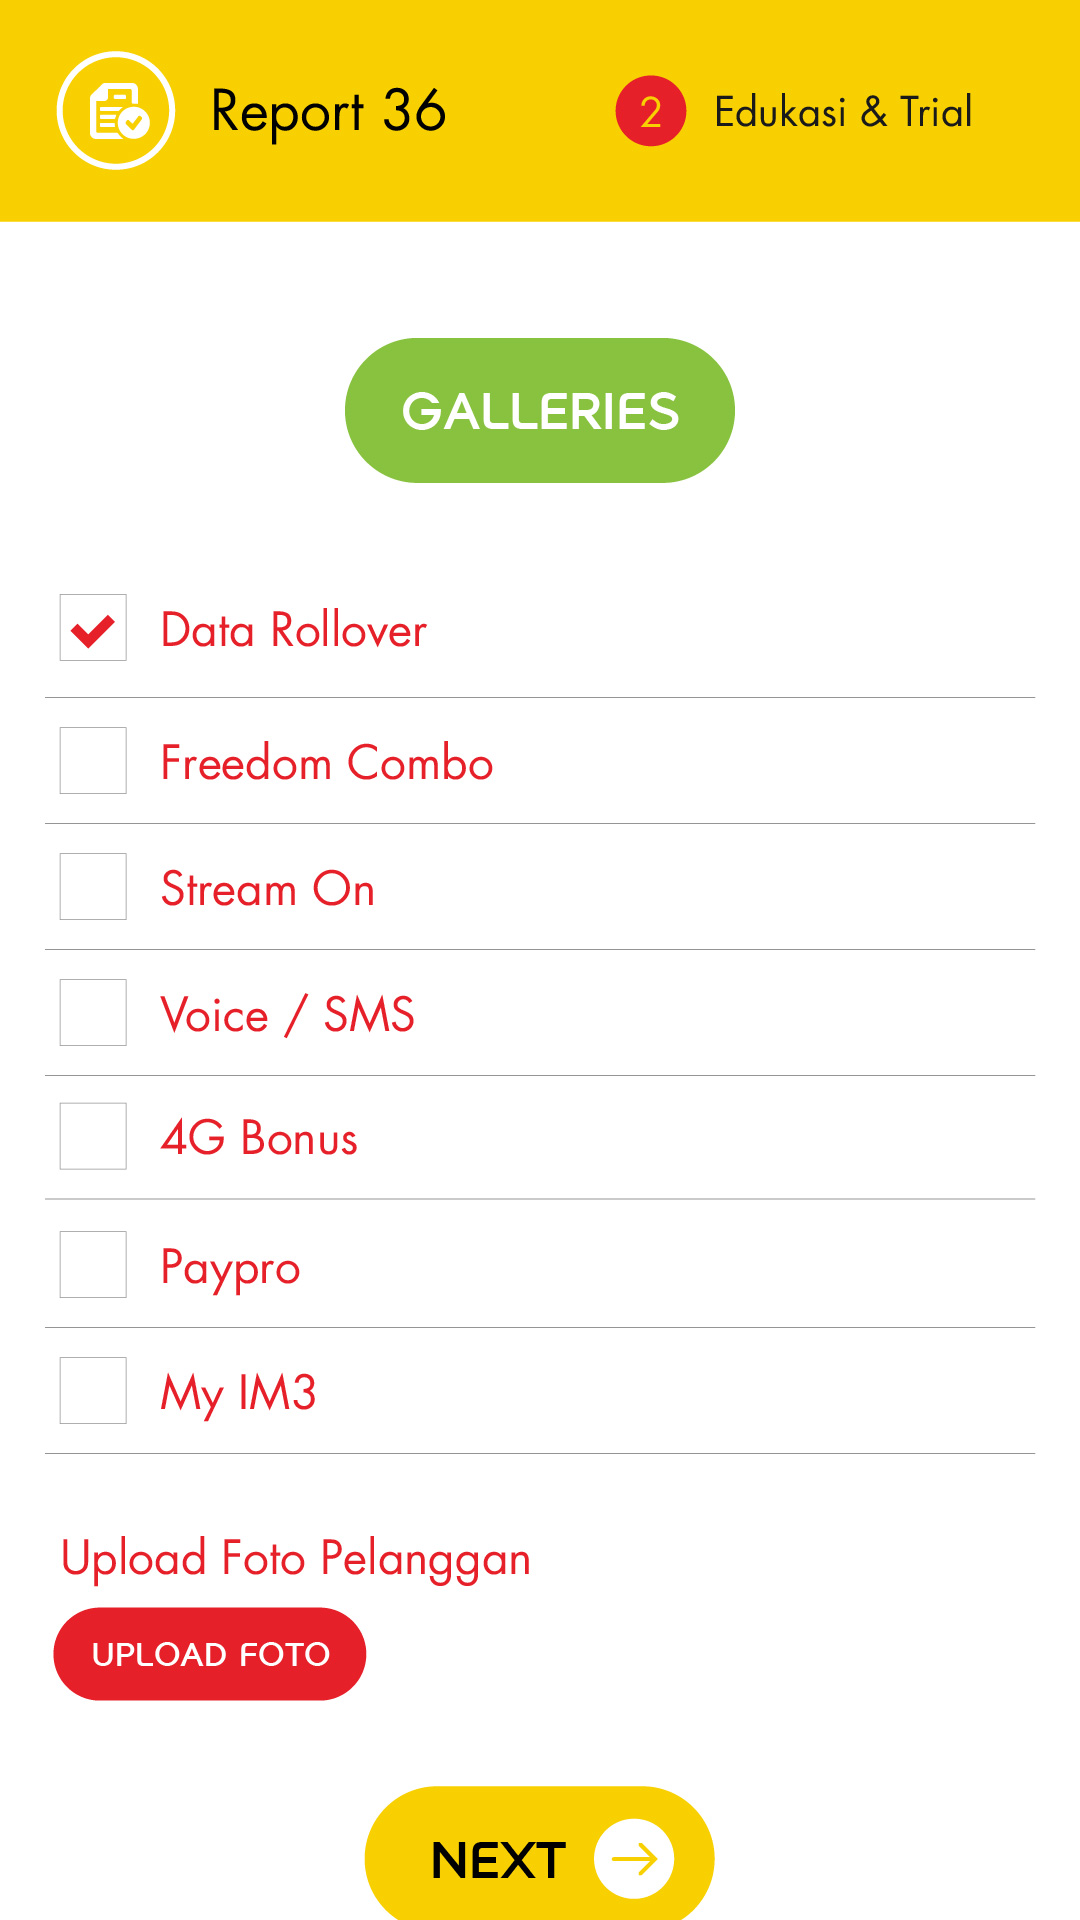 Report 36
2 Edukasi & Trial
GALLERIES
Data Rollover
Freedom Combo
Stream On
Voice / SMS
4G Bonus
Paypro
My IM3
Upload Foto Pelanggan
UPLOAD FOTO
NEXT